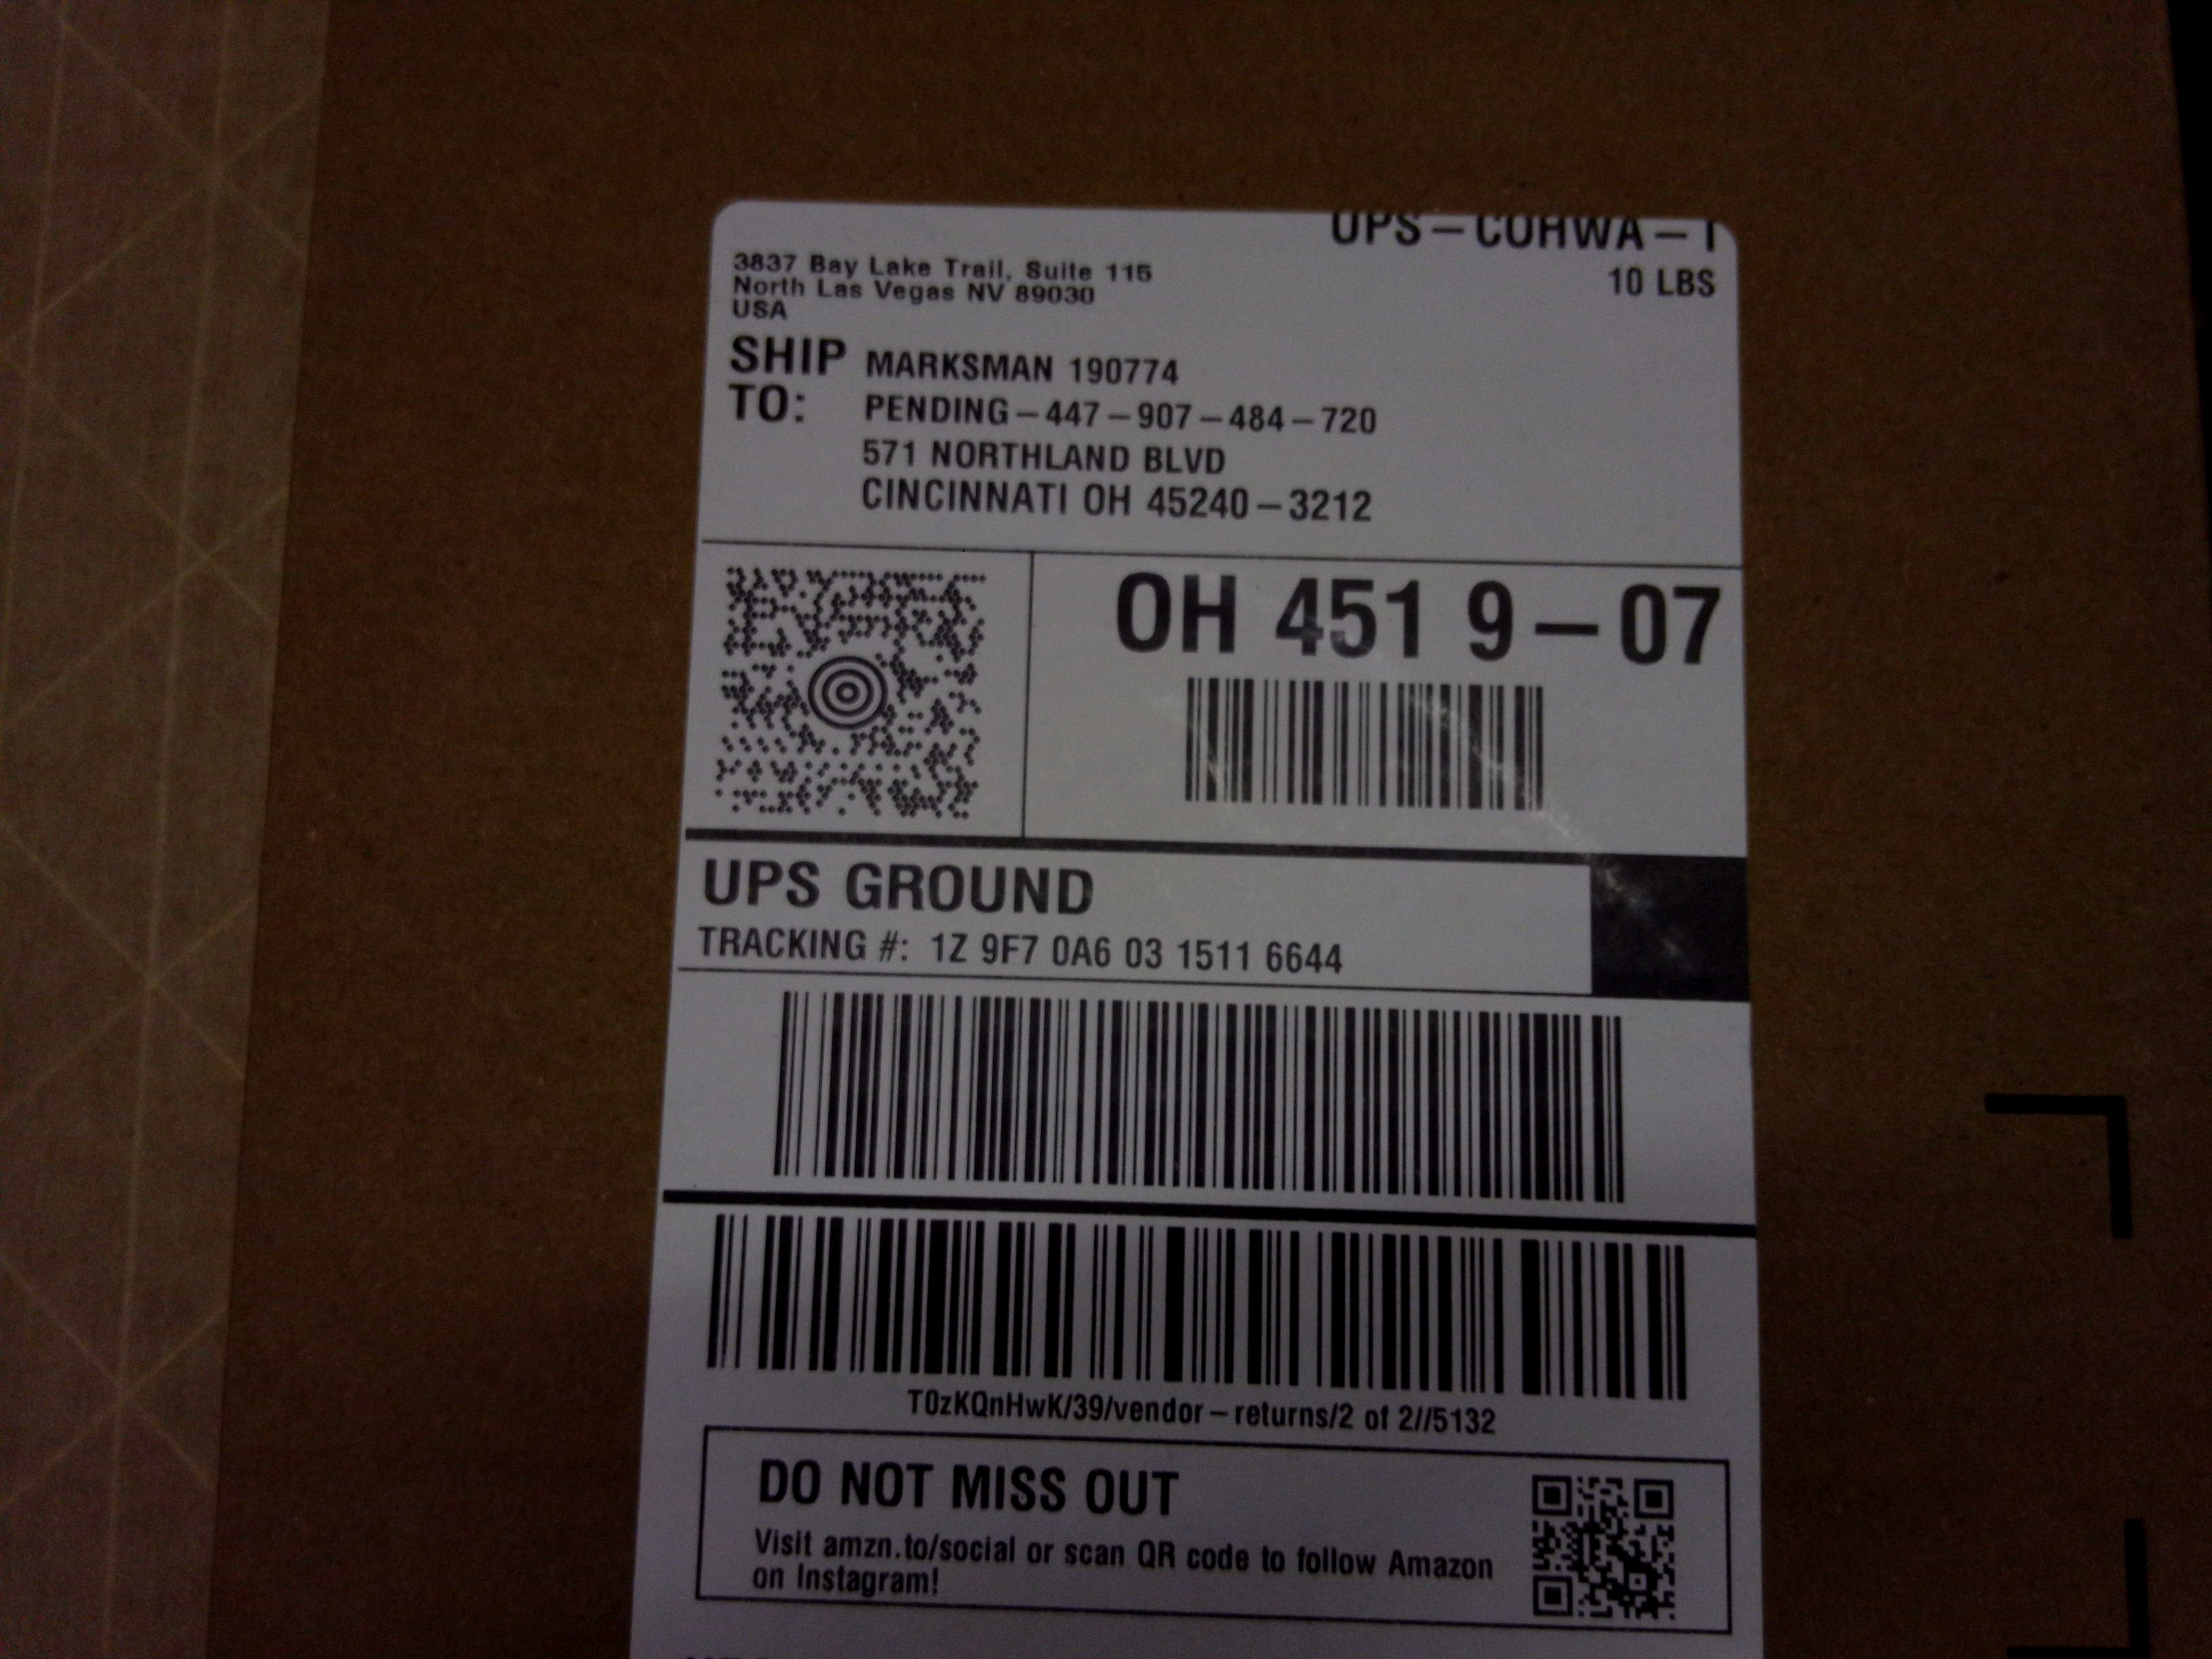 UPS-COHWA-1
3837 Bay Lake Trail, Suite 115
10 LBS
North Las Vegas NV 89030
USA
SHIP TO: MARKSMAN 190774
PENDING-447-907-484-720
571 NORTHLAND BLVD
CINCINNATI OH 45240-3212
OH 451 9-07
UPS GROUND
TRACKING #: 1Z 9F7 0A6 03 1511 6644
T0zKQnHwK/39/vendor-returns/2 of 2//5132
DO NOT MISS OUT
Visit amzn.to/social or scan QR code to follow Amazon
on Instagram!